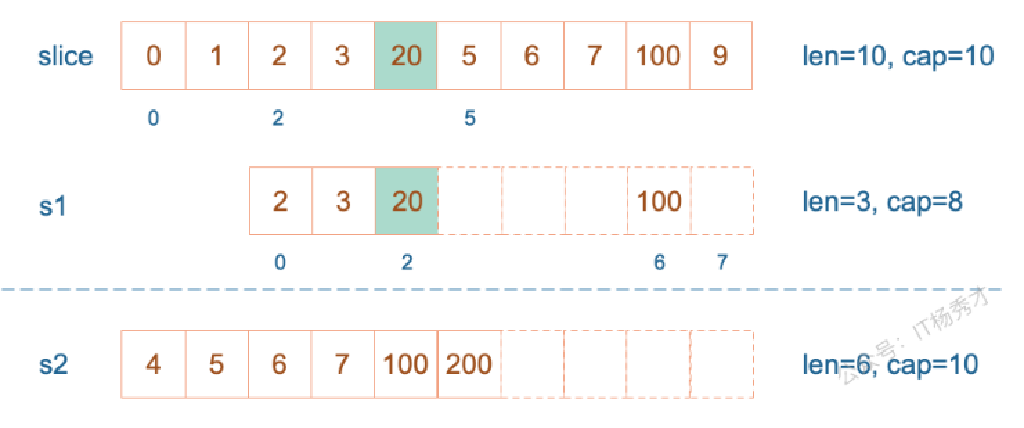 slice 0 1 2 3 20 5 6 7 100 9 len=10, cap=10
0 2 5
s1 2 3 20 100 len=3, cap=8
0 2 6 7
s2 4 5 6 7 100 200 len=6, cap=10
公众号：IT杨秀才